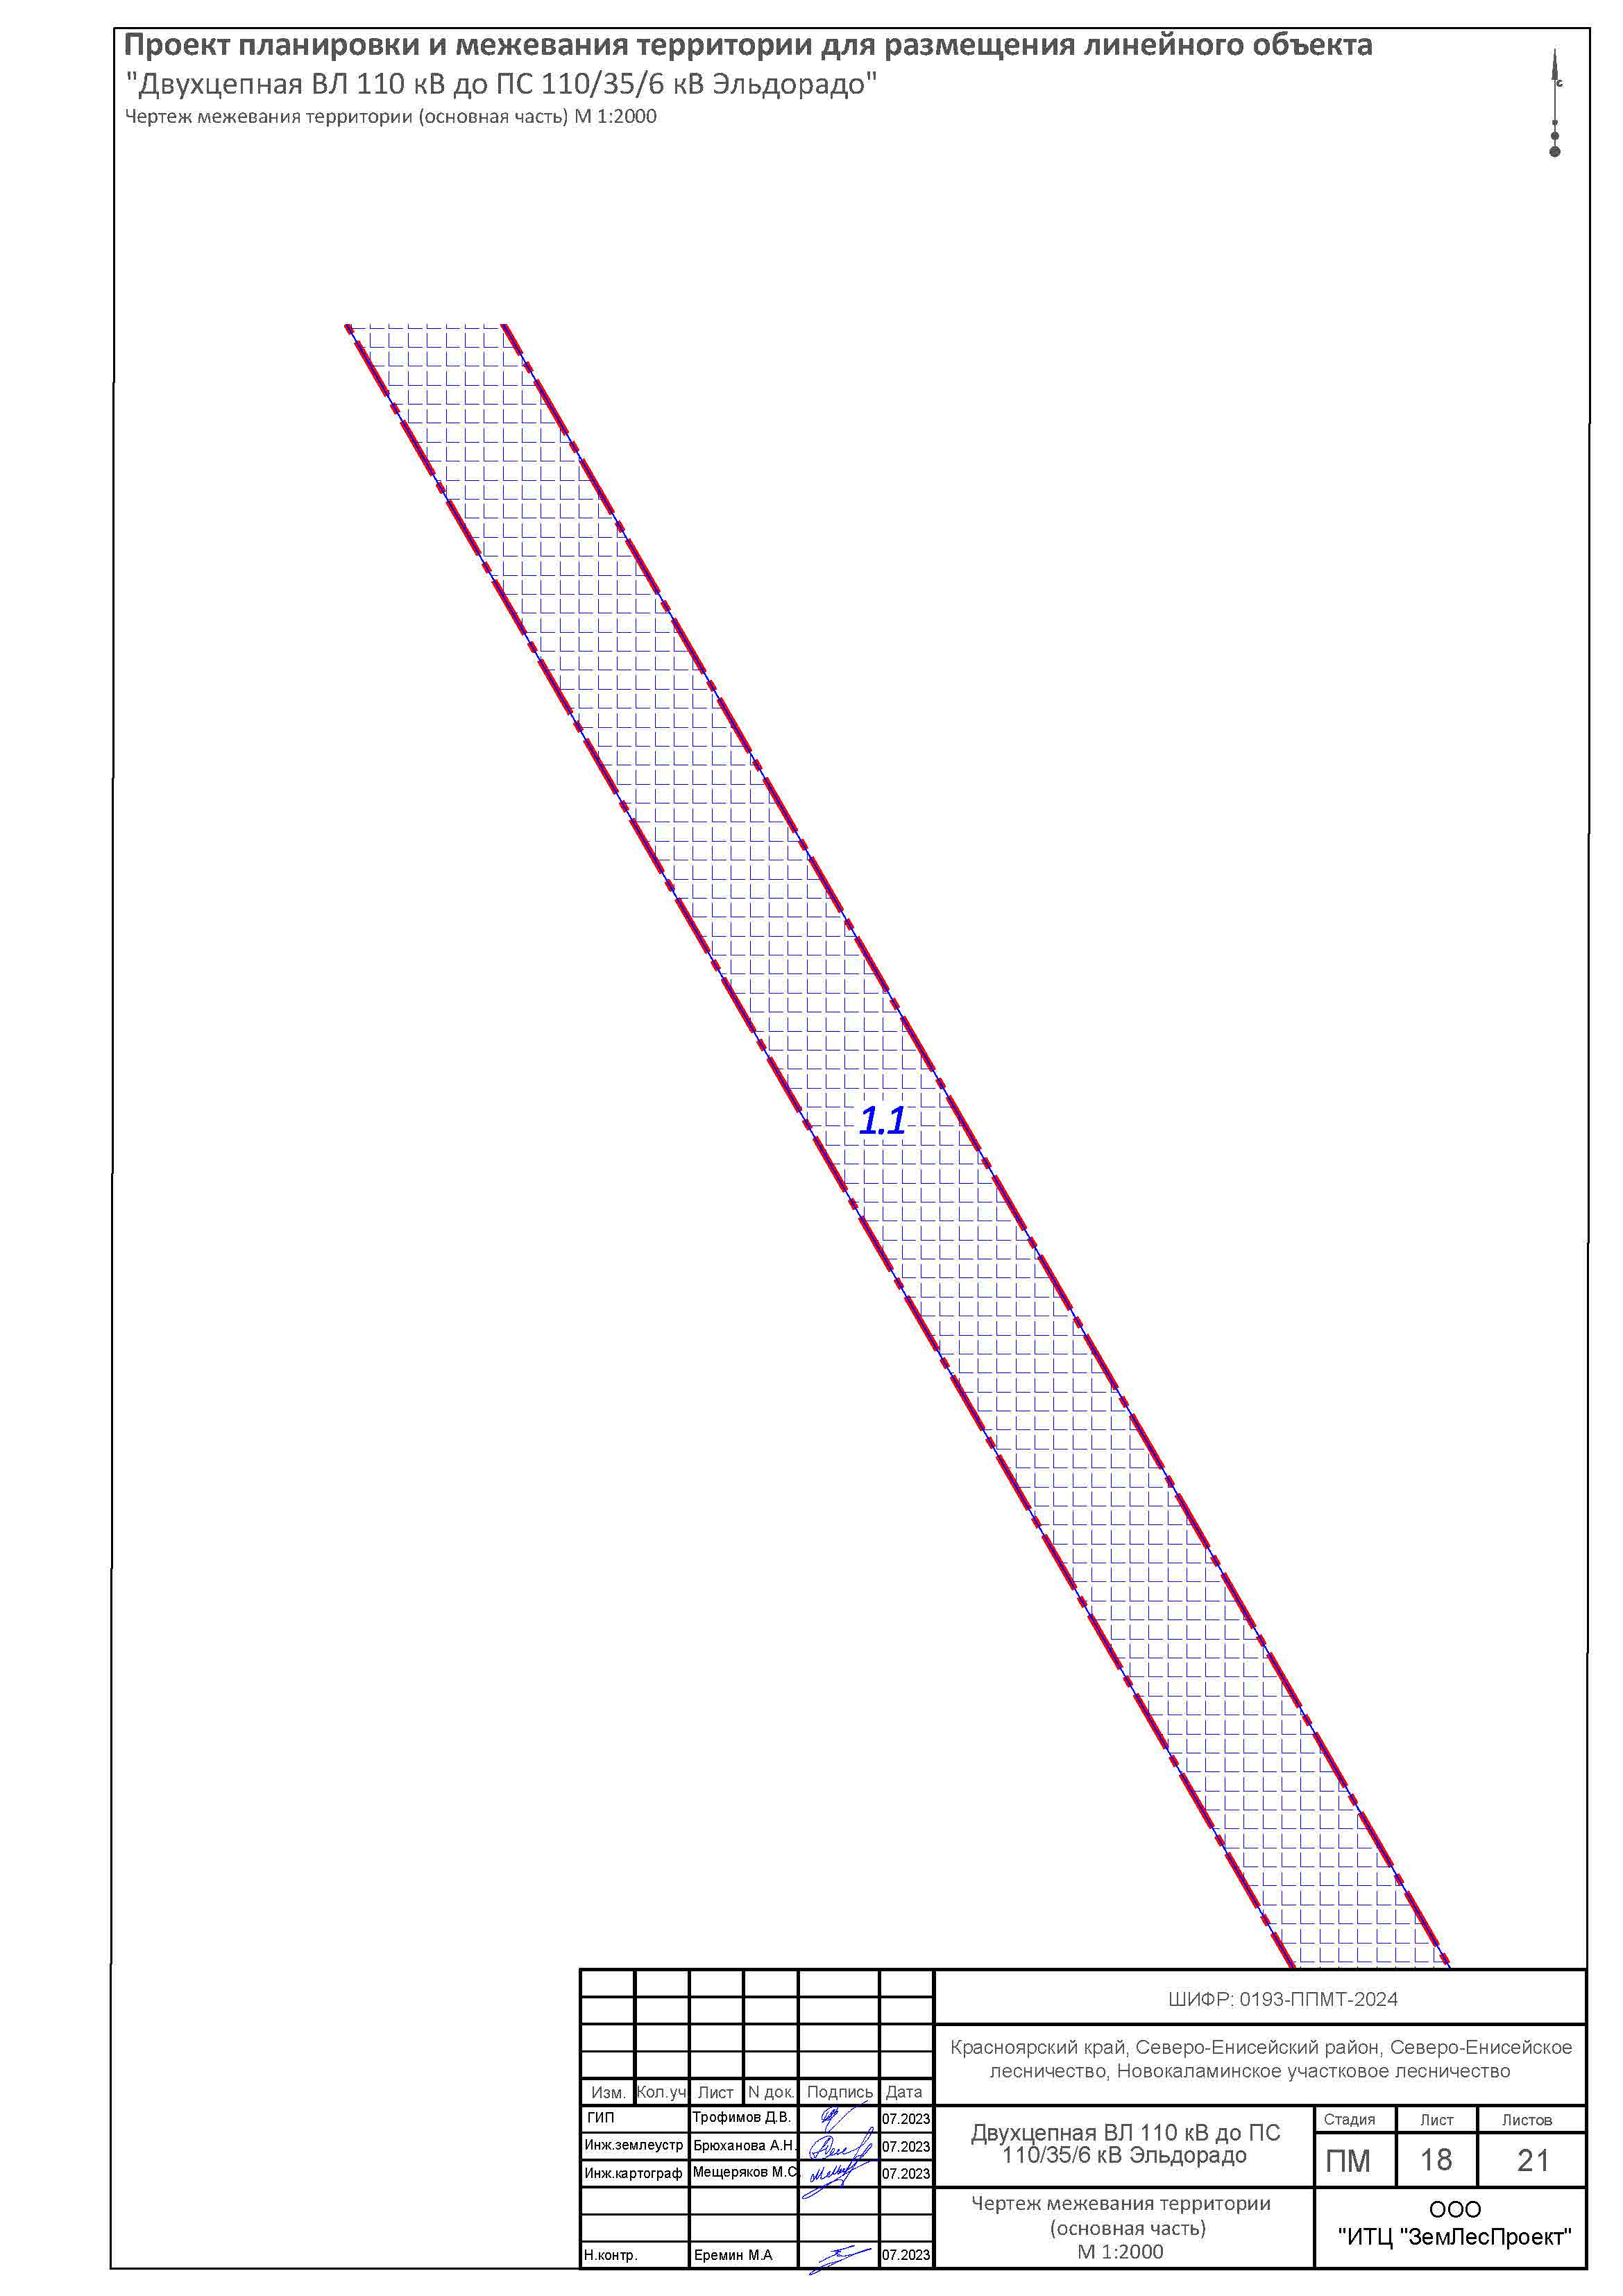 Проект планировки и межевания территории для размещения линейного объекта
"Двухцепная ВЛ 110 кВ до ПС 110/35/6 кВ Эльдорадо"
Чертеж межевания территории (основная часть) М 1:2000
с
1.1
ШИФР: 0193-ППМТ-2024
Красноярский край, Северо-Енисейский район, Северо-Енисейское
лесничество, Новокаламинское участковое лесничество
Изм. Кол.уч Лист N док. Подпись Дата
ГИП Трофимов Д.В. 07.2023
Инж.землеустр Брюханова А.Н. 07.2023
Инж.картограф Мещеряков М.С. 07.2023
Н.контр. Еремин М.А 07.2023
Двухцепная ВЛ 110 кВ до ПС
110/35/6 кВ Эльдорадо
Стадия Лист Листов
ПМ 18 21
Чертеж межевания территории
(основная часть)
М 1:2000
ООО
"ИТЦ "ЗемЛесПроект"